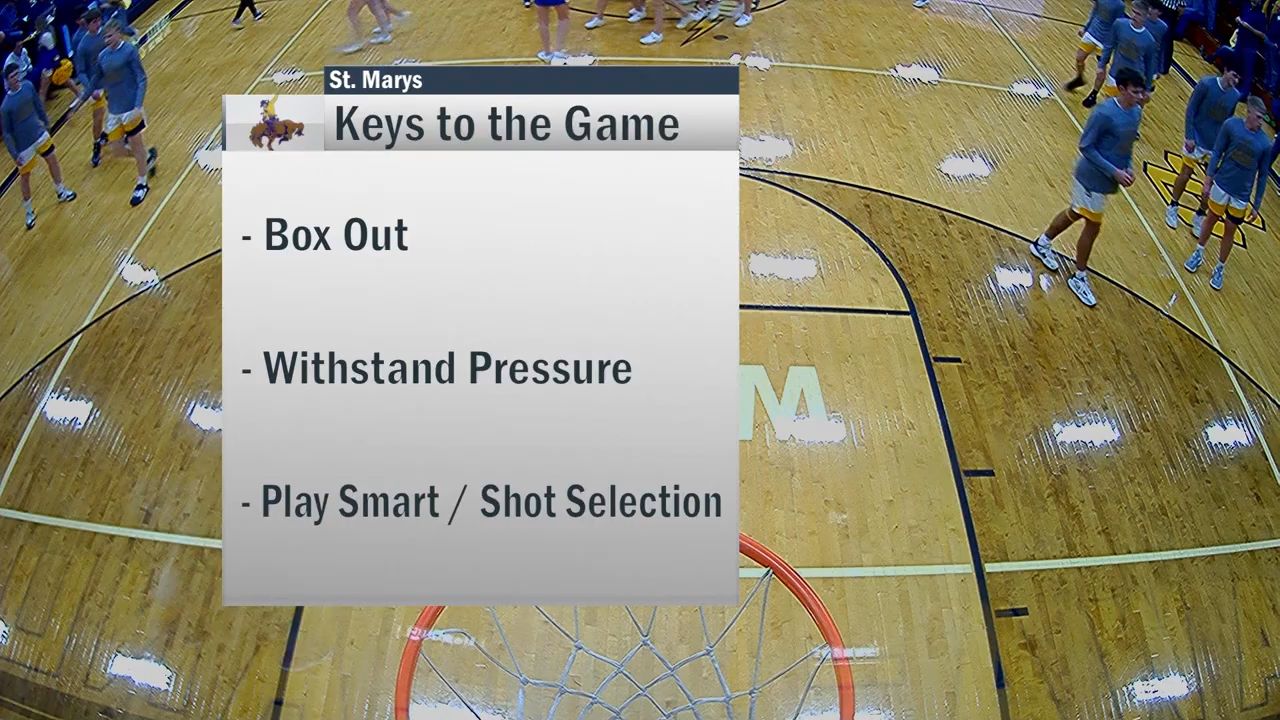 St. Marys
Keys to the Game
- Box Out
- Withstand Pressure
- Play Smart / Shot Selection
M